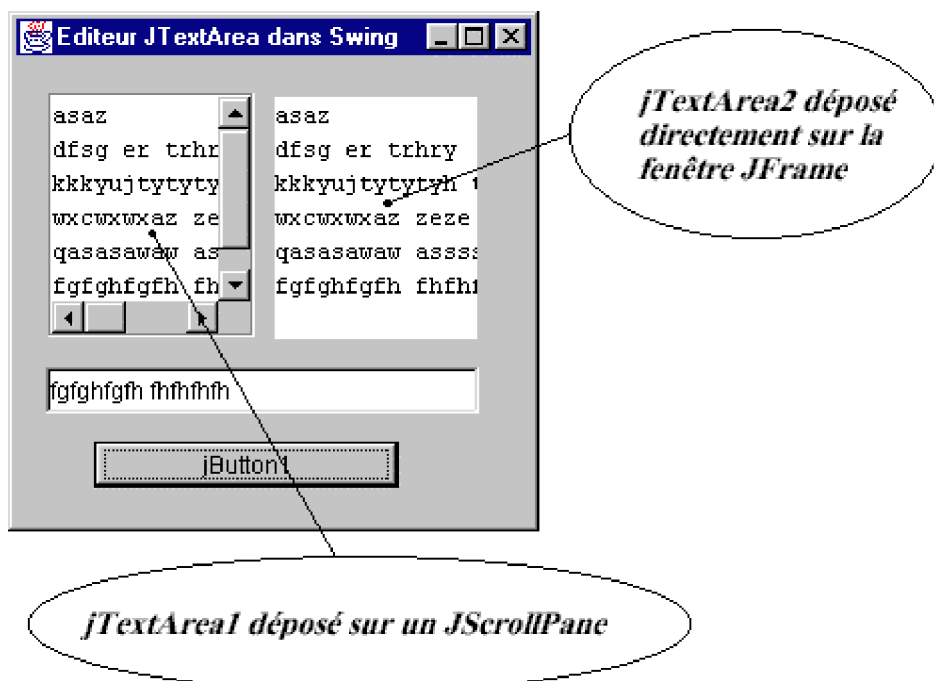 Editeur JTextArea dans Swing
asaz
dfsg er trhr
kkkyujtytyty
wxcwxwxaz ze
qasasawaw as
fgfghfgfh fh
asaz
dfsg er trhry
kkkyujtytytyh t
wxcwxwxaz zeze
qasasawaw assss
fgfghfgfh fhfhf
fgfghfgfh fhfhfhfh
jButton1
jTextArea2 déposé
directement sur la
fenêtre JFrame
jTextArea1 déposé sur un JScrollPane